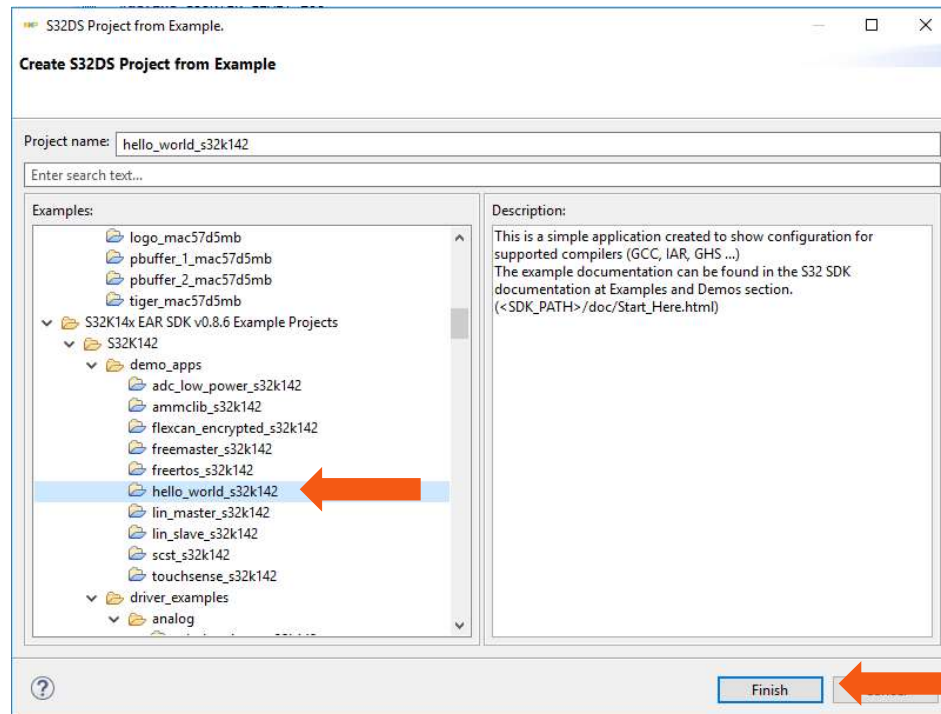 S32DS Project from Example.
Create S32DS Project from Example
Project name: hello_world_s32k142
Enter search text...
Examples:
logo_mac57d5mb
pbuffer_1_mac57d5mb
pbuffer_2_mac57d5mb
tiger_mac57d5mb
S32K14x EAR SDK v0.8.6 Example Projects
S32K142
demo_apps
adc_low_power_s32k142
ammclib_s32k142
flexcan_encrypted_s32k142
freemaster_s32k142
freertos_s32k142
hello_world_s32k142
lin_master_s32k142
lin_slave_s32k142
scst_s32k142
touchsense_s32k142
driver_examples
analog
Description:
This is a simple application created to show configuration for
supported compilers (GCC, IAR, GHS ...)
The example documentation can be found in the S32 SDK
documentation at Examples and Demos section.
(<SDK_PATH>/doc/Start_Here.html)
?
Finish